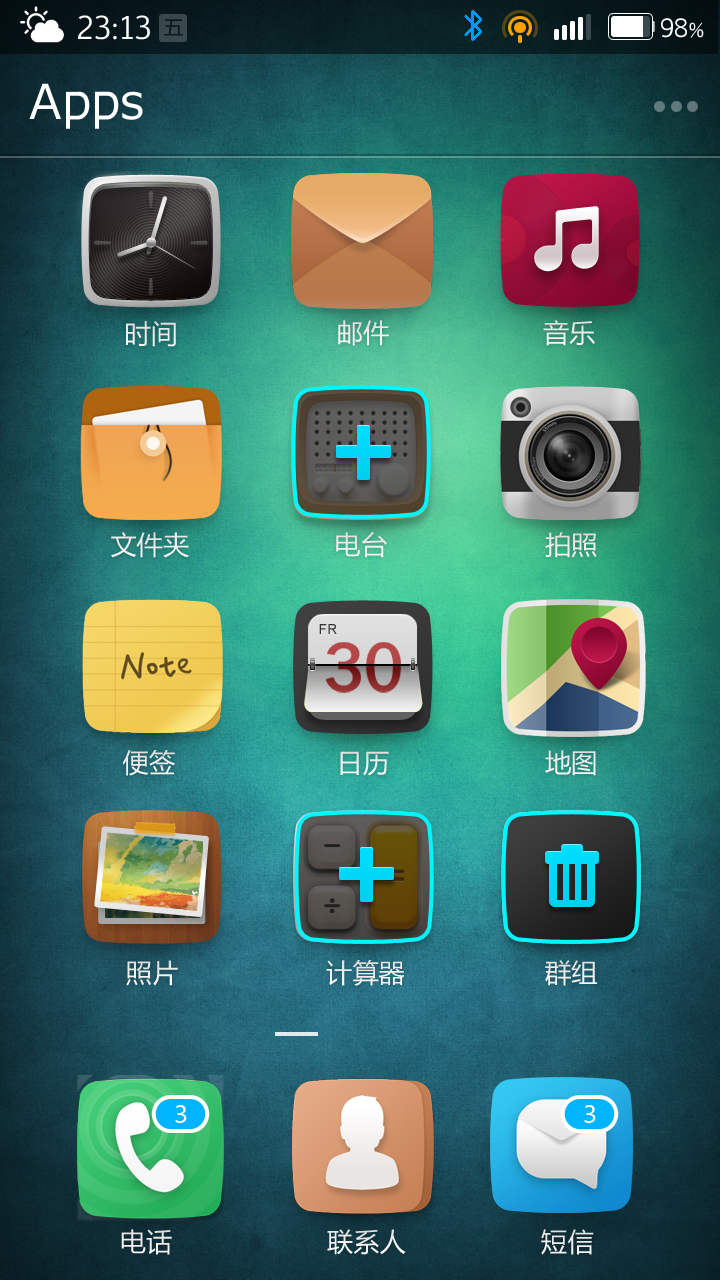 23:13 五 98%
Apps
时间 邮件 音乐
文件夹 电台 拍照
Note
FR
30
便签 日历 地图
照片 计算器 群组
3 3
电话 联系人 短信